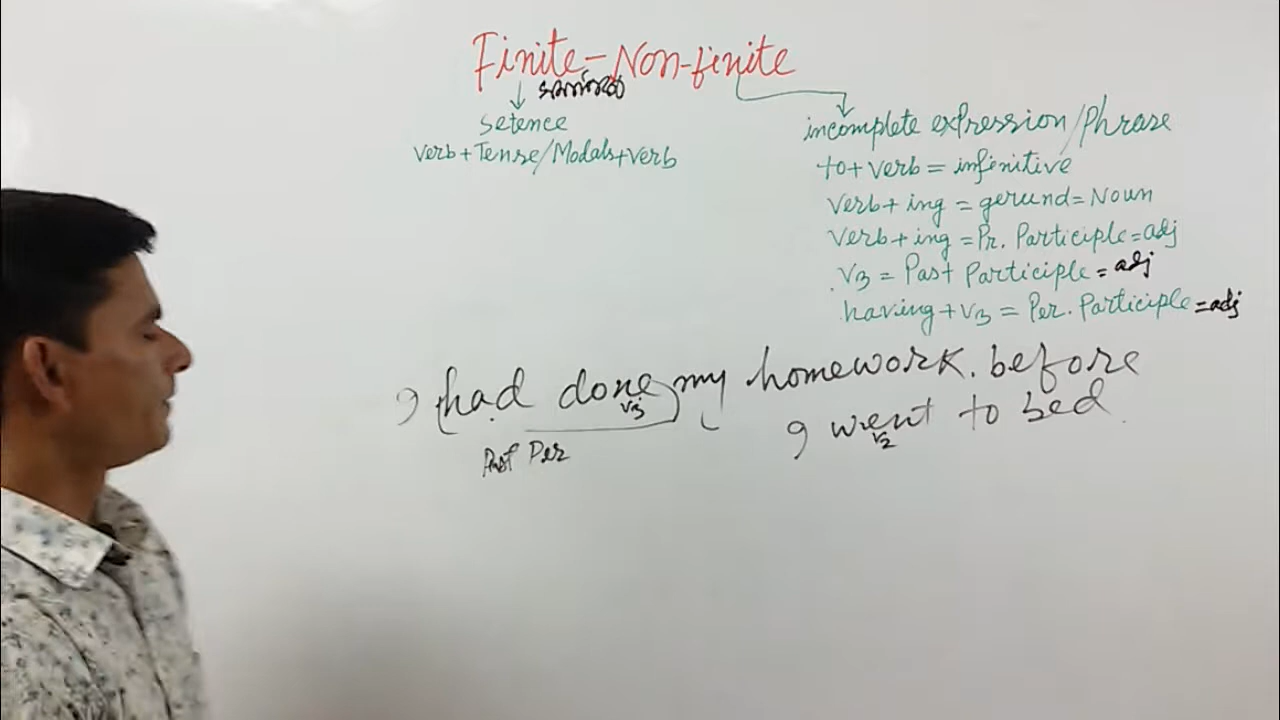 Finite-Non-finite
setence
verb+Tense/Modals+verb
incomplete expression/Phrase
to+verb = infinitive
verb+ing = gerund=Noun
verb+ing =Pr. Participle=adj
V3 = Past Participle = adj
having+V3 = Per. Participle = adj
I had done my homework. before
V3
I went to bed
V2
Past Per